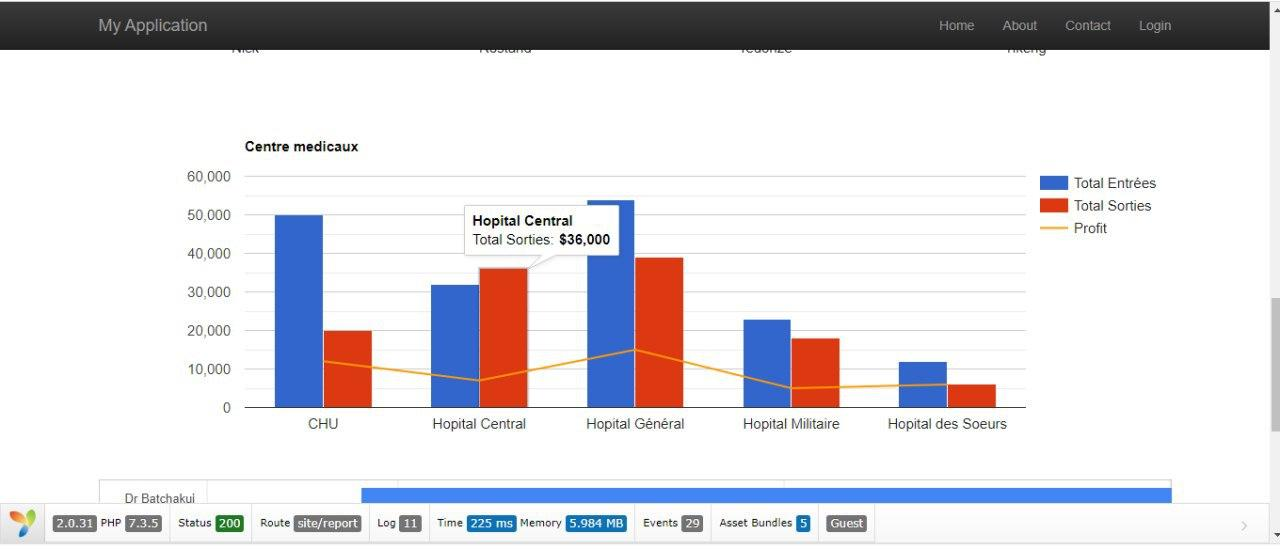 My Application Home About Contact Login
Nick Rostand
Centre medicaux
60,000
50,000
40,000
30,000
20,000
10,000
0
Total Entrées
Total Sorties
Profit
Hopital Central
Total Sorties: $36,000
CHU Hopital Central Hopital Général Hopital Militaire Hopital des Soeurs
Dr Batchakui
2.0.31 PHP 7.3.5 Status 200 Route site/report Log 11 Time 225 ms Memory 5.984 MB Events 29 Asset Bundles 5 Guest